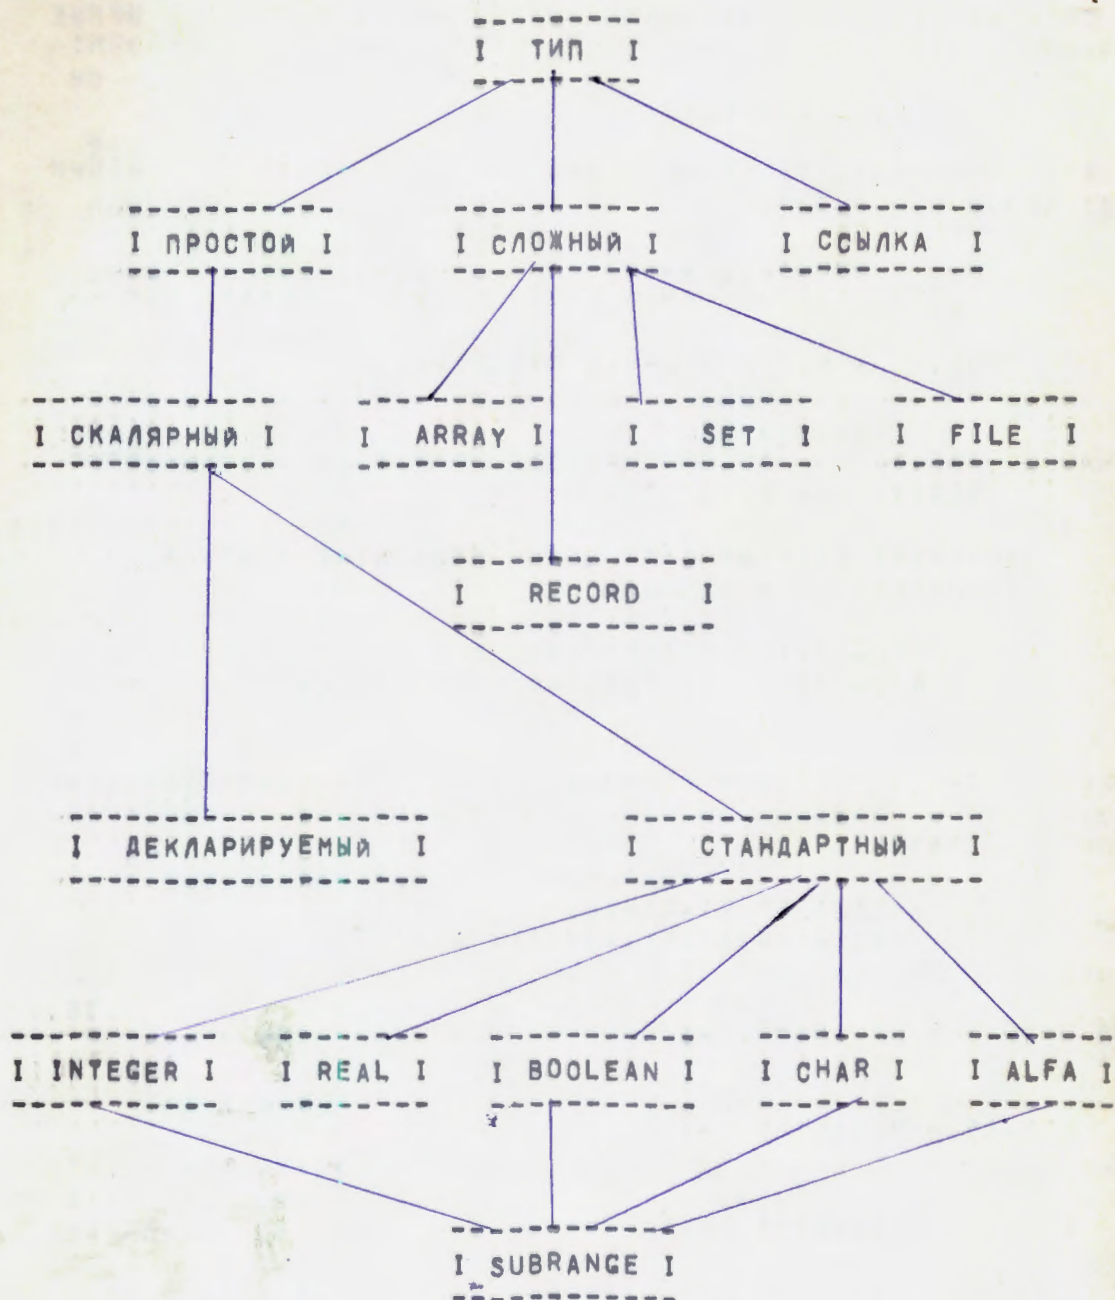 ТИП
ПРОСТОЙ СЛОЖНЫЙ ССЫЛКА
СКАЛЯРНЫЙ ARRAY SET FILE
RECORD
ДЕКЛАРИРУЕМЫЙ СТАНДАРТНЫЙ
INTEGER REAL BOOLEAN CHAR ALFA
SUBRANGE